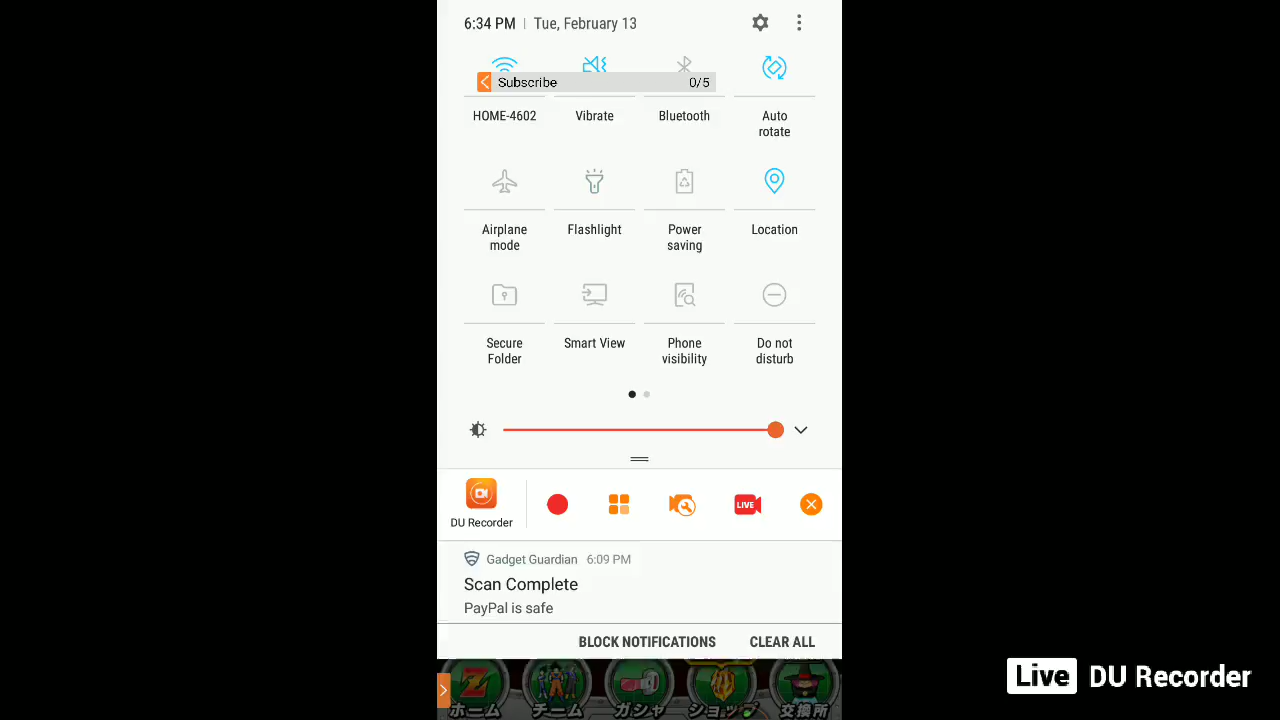 6:34 PM | Tue, February 13
Subscribe 0/5
HOME-4602 Vibrate Bluetooth Auto rotate
Airplane mode Flashlight Power saving Location
Secure Folder Smart View Phone visibility Do not disturb
DU Recorder LIVE
Gadget Guardian 6:09 PM
Scan Complete
PayPal is safe
BLOCK NOTIFICATIONS CLEAR ALL
ホーム チーム ガシャ ショップ 交換所
Live DU Recorder